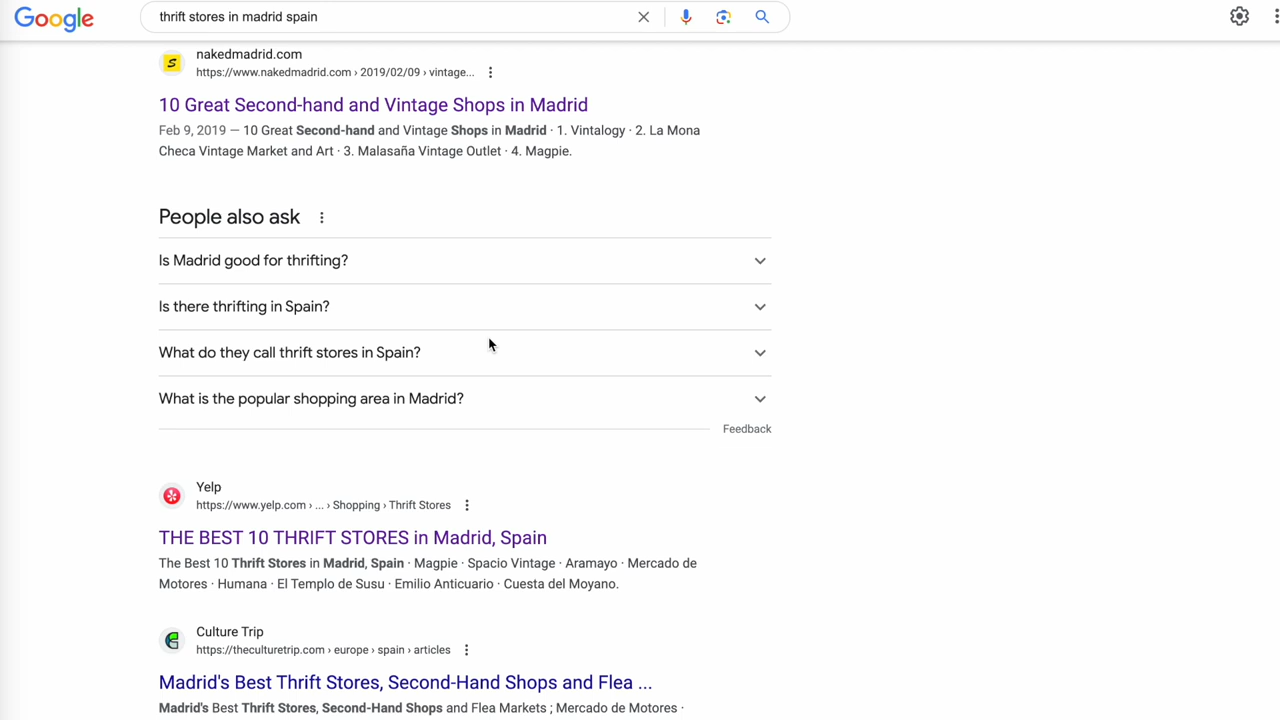 Google
thrift stores in madrid spain
nakedmadrid.com
https://www.nakedmadrid.com › 2019/02/09 › vintage...
10 Great Second-hand and Vintage Shops in Madrid
Feb 9, 2019 — 10 Great Second-hand and Vintage Shops in Madrid · 1. Vintalogy · 2. La Mona
Checa Vintage Market and Art · 3. Malasaña Vintage Outlet · 4. Magpie.
People also ask
Is Madrid good for thrifting?
Is there thrifting in Spain?
What do they call thrift stores in Spain?
What is the popular shopping area in Madrid?
Feedback
Yelp
https://www.yelp.com › ... › Shopping › Thrift Stores
THE BEST 10 THRIFT STORES in Madrid, Spain
The Best 10 Thrift Stores in Madrid, Spain · Magpie · Spacio Vintage · Aramayo · Mercado de
Motores · Humana · El Templo de Susu · Emilio Anticuario · Cuesta del Moyano.
Culture Trip
https://theculturetrip.com › europe › spain › articles
Madrid's Best Thrift Stores, Second-Hand Shops and Flea ...
Madrid's Best Thrift Stores, Second-Hand Shops and Flea Markets ; Mercado de Motores ·